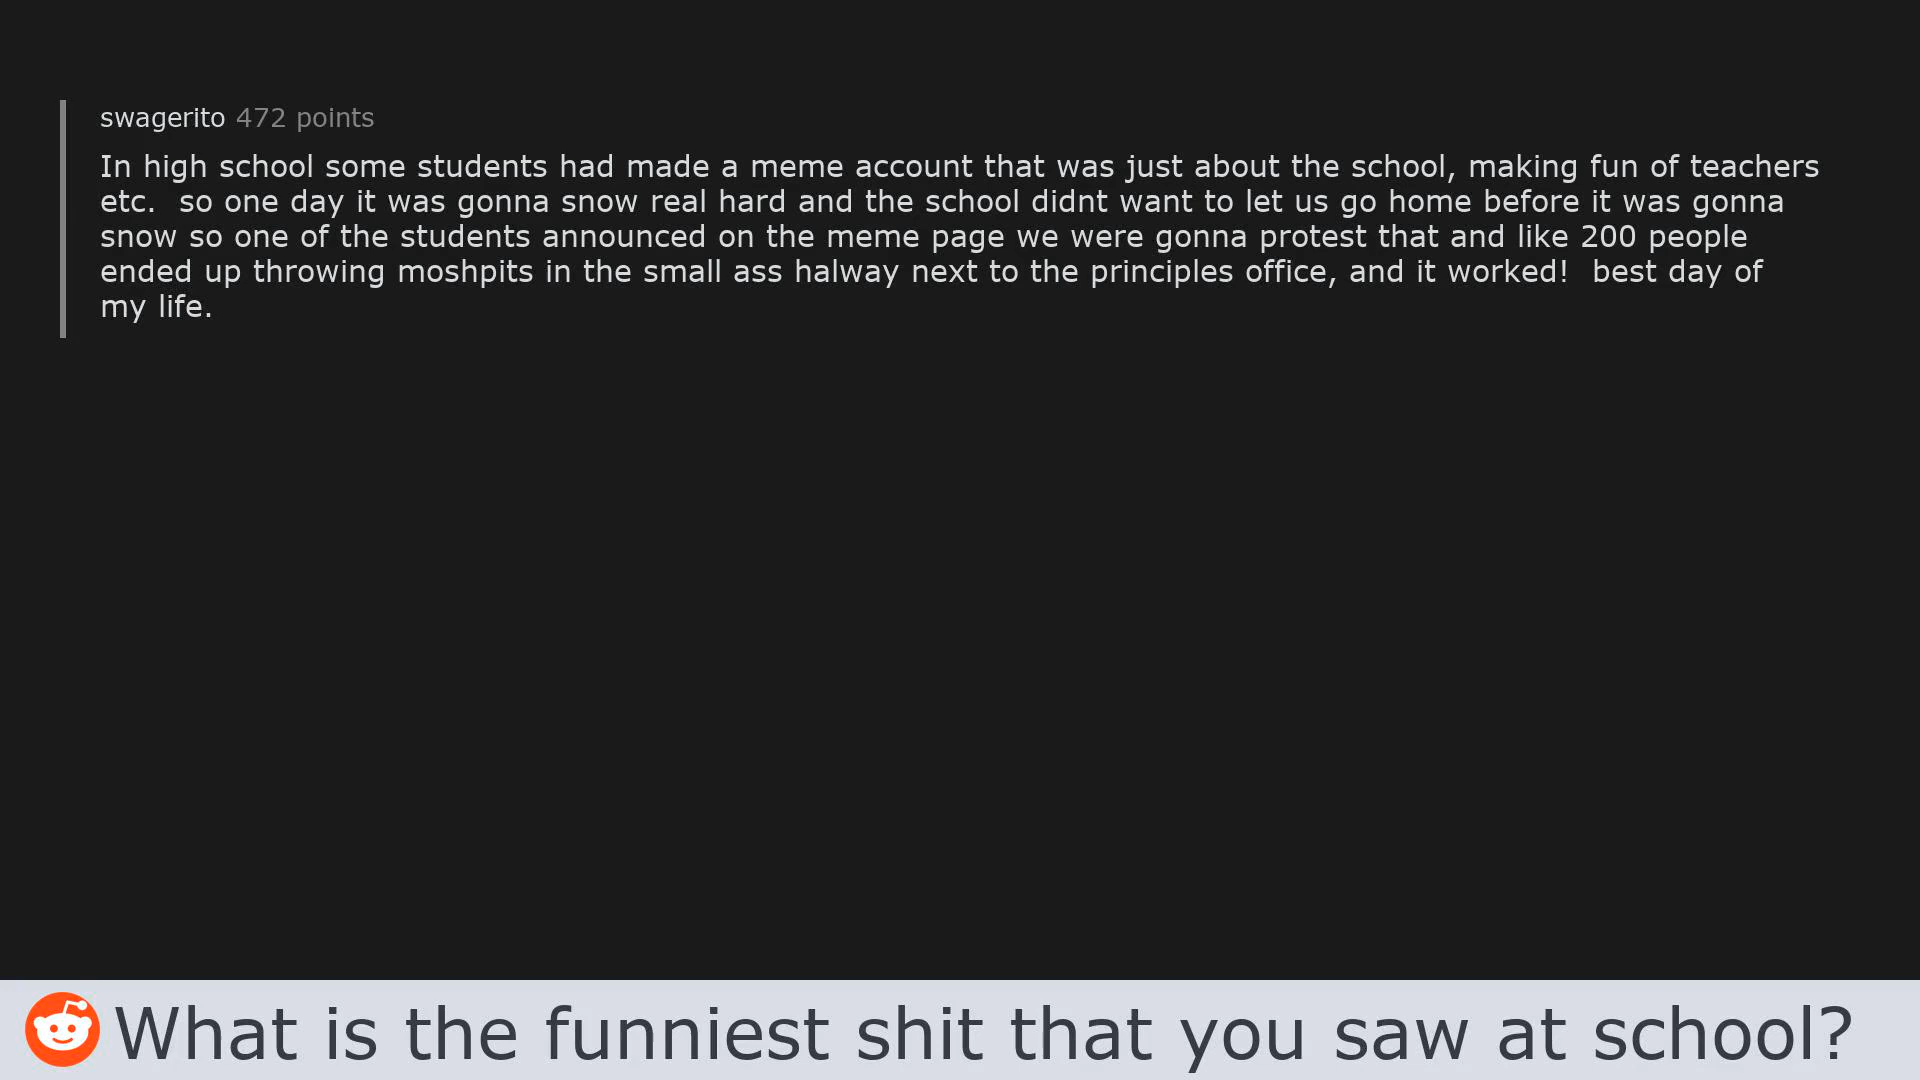 swagerito 472 points
In high school some students had made a meme account that was just about the school, making fun of teachers
etc.  so one day it was gonna snow real hard and the school didnt want to let us go home before it was gonna
snow so one of the students announced on the meme page we were gonna protest that and like 200 people
ended up throwing moshpits in the small ass halway next to the principles office, and it worked!  best day of
my life.
What is the funniest shit that you saw at school?